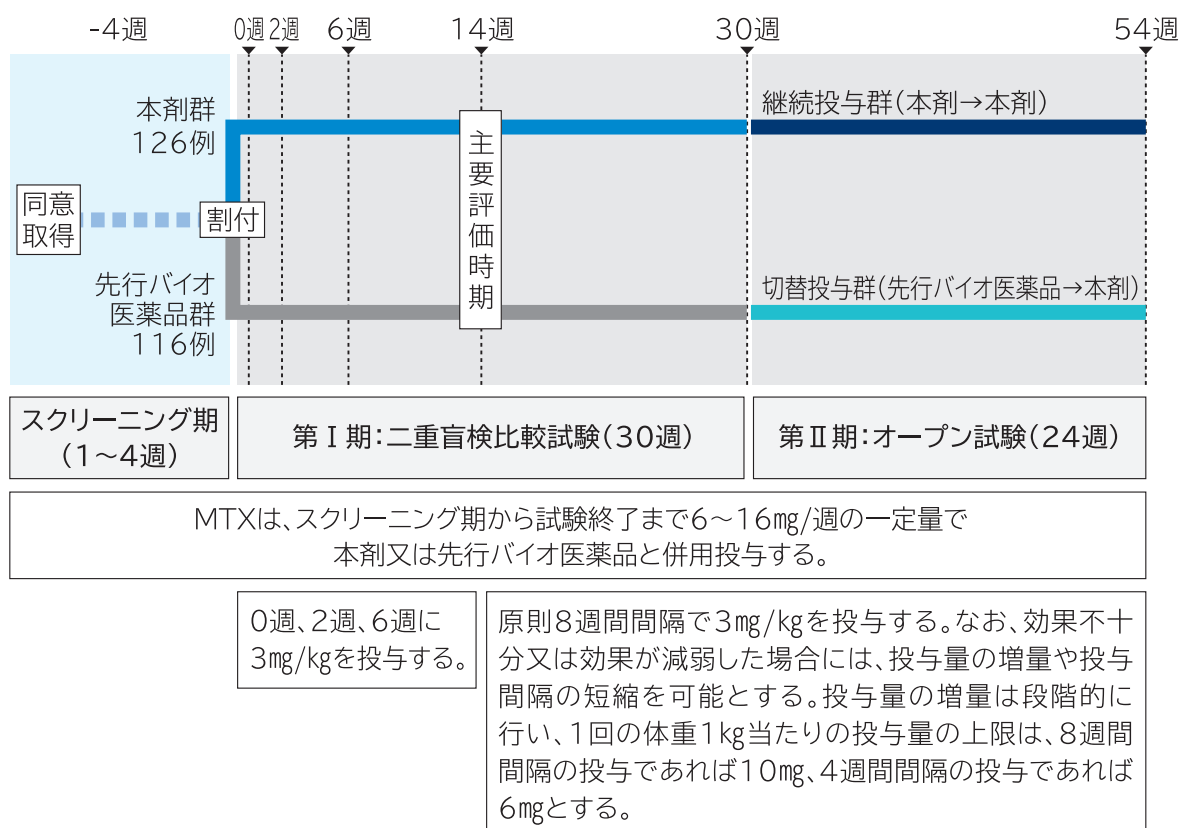 -4週 0週 2週 6週 14週 30週 54週
本剤群
126例
継続投与群(本剤→本剤)
主要評価時期
同意
取得
割付
先行バイオ
医薬品群
116例
切替投与群(先行バイオ医薬品→本剤)
スクリーニング期
(1〜4週)
第Ⅰ期:二重盲検比較試験(30週)
第Ⅱ期:オープン試験(24週)
MTXは、スクリーニング期から試験終了まで6〜16㎎/週の一定量で
本剤又は先行バイオ医薬品と併用投与する。
0週、2週、6週に
3㎎/㎏を投与する。
原則8週間間隔で3㎎/㎏を投与する。なお、効果不十
分又は効果が減弱した場合には、投与量の増量や投与
間隔の短縮を可能とする。投与量の増量は段階的に
行い、1回の体重1㎏当たりの投与量の上限は、8週間
間隔の投与であれば10㎎、4週間間隔の投与であれば
6㎎とする。